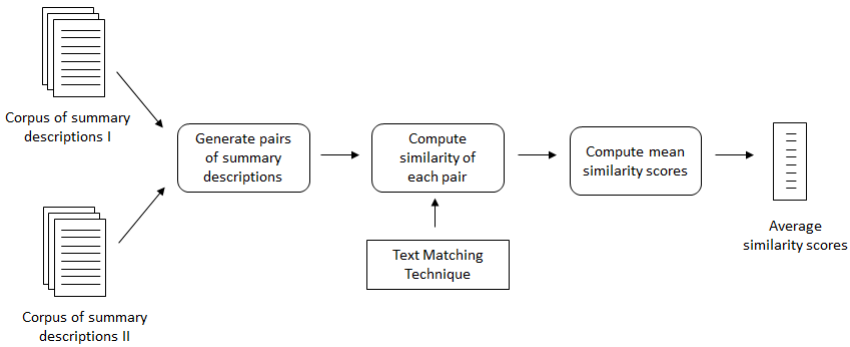 Corpus of summary
descriptions I
Generate pairs
of summary
descriptions
Compute
similarity of
each pair
Compute mean
similarity scores
Average
similarity scores
Text Matching
Technique
Corpus of summary
descriptions II